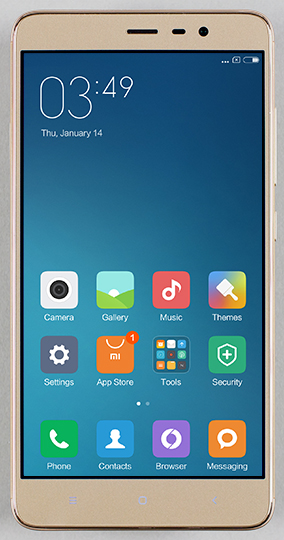 03:49
Thu, January 14
Camera Gallery Music Themes
1
mi
Settings App Store Tools Security
Phone Contacts Browser Messaging